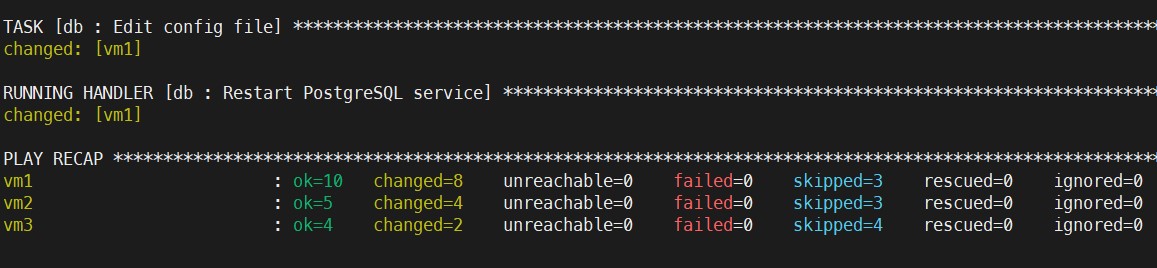 TASK [db : Edit config file] **************************************************************************************
changed: [vm1]
RUNNING HANDLER [db : Restart PostgreSQL service] *****************************************************************
changed: [vm1]
PLAY RECAP ********************************************************************************************************
vm1 : ok=10 changed=8 unreachable=0 failed=0 skipped=3 rescued=0 ignored=0
vm2 : ok=5 changed=4 unreachable=0 failed=0 skipped=3 rescued=0 ignored=0
vm3 : ok=4 changed=2 unreachable=0 failed=0 skipped=4 rescued=0 ignored=0